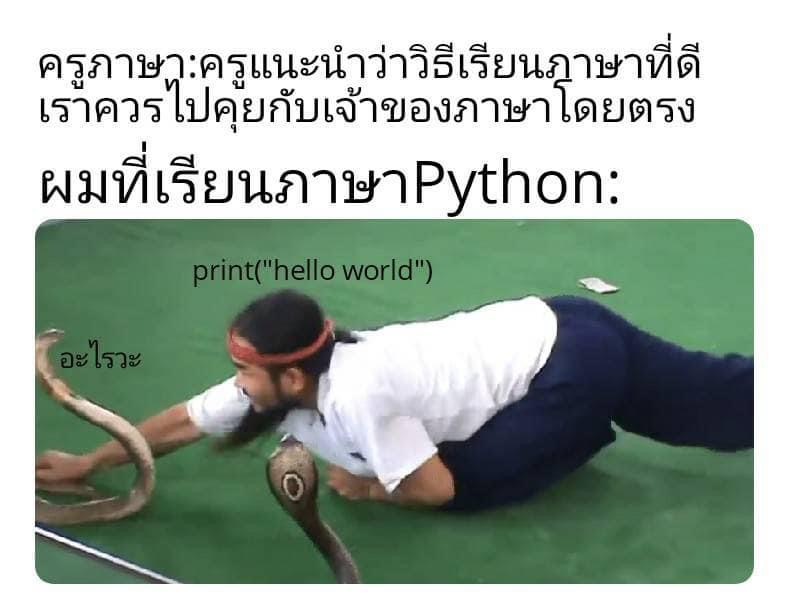 ครูภาษา:ครูแนะนำว่าวิธีเรียนภาษาที่ดี
เราควรไปคุยกับเจ้าของภาษาโดยตรง
ผมที่เรียนภาษาPython:
print("hello world")
อะไรวะ